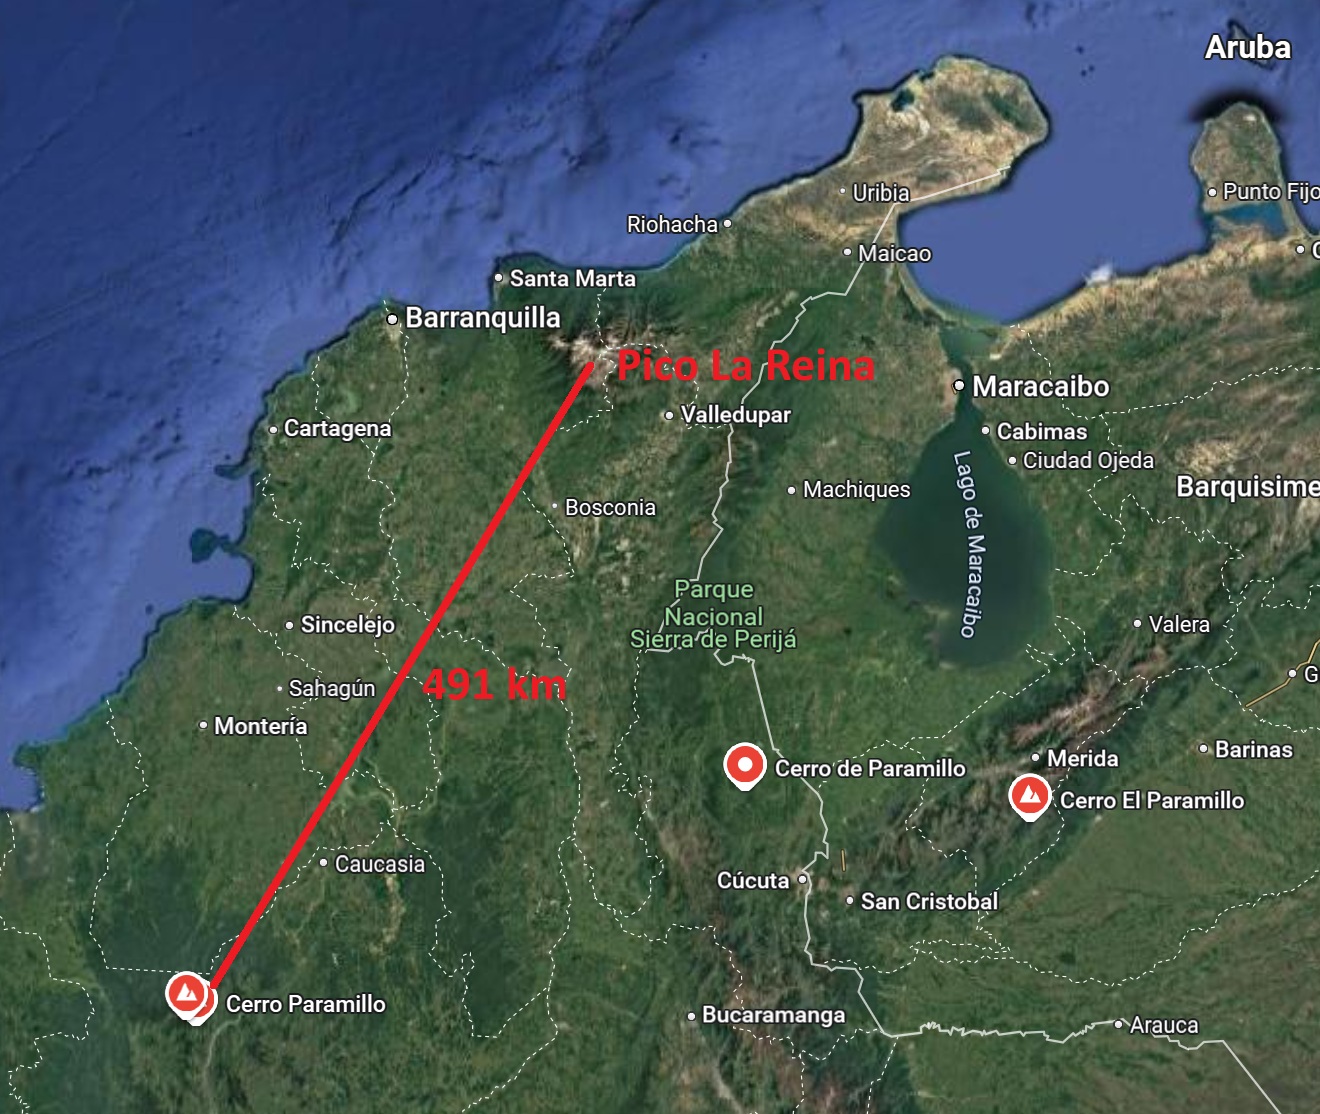 Aruba
Uribia
Punto Fijo
Riohacha
Maicao
Santa Marta
Barranquilla
Pico La Reina
Maracaibo
Valledupar
Cartagena
Cabimas
Ciudad Ojeda
Machiques
Barquisime
Bosconia
Lago de Maracaibo
Parque
Nacional
Sierra de Perijá
Sincelejo
Valera
491 km
Sahagún
G
Montería
Barinas
Merida
Cerro de Paramillo
Cerro El Paramillo
Caucasia
Cúcuta
San Cristobal
Cerro Paramillo
Bucaramanga
Arauca